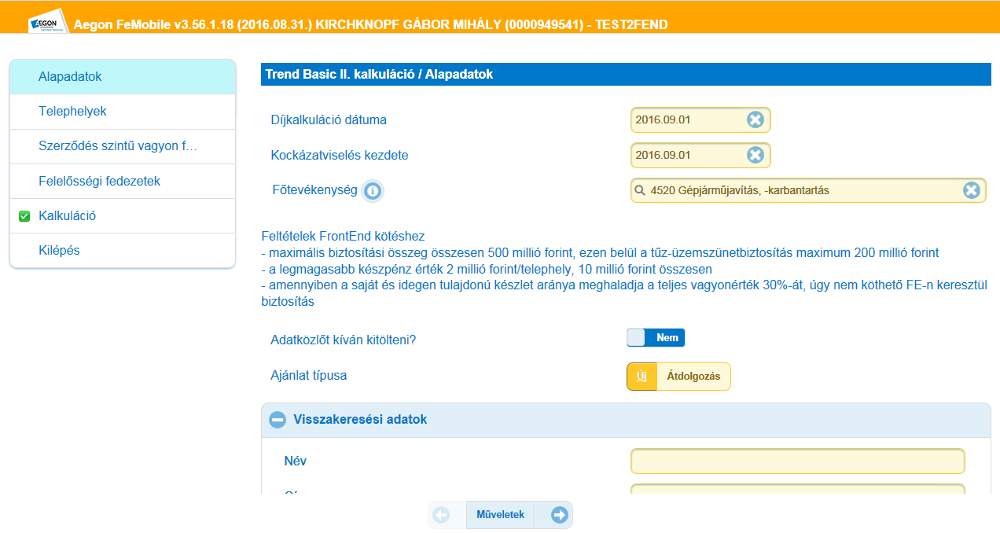 AEGON
Aegon FeMobile v3.56.1.18 (2016.08.31.) KIRCHKNOPF GÁBOR MIHÁLY (0000949541) - TEST2FEND
Alapadatok
Telephelyek
Szerződés szintű vagyon f…
Felelősségi fedezetek
Kalkuláció
Kilépés
Trend Basic II. kalkuláció / Alapadatok
Díjkalkuláció dátuma
2016.09.01
Kockázatviselés kezdete
2016.09.01
Főtevékenység
4520 Gépjárműjavítás, -karbantartás
Feltételek FrontEnd kötéshez
- maximális biztosítási összeg összesen 500 millió forint, ezen belül a tűz-üzemszünetbiztosítás maximum 200 millió forint
- a legmagasabb készpénz érték 2 millió forint/telephely, 10 millió forint összesen
- amennyiben a saját és idegen tulajdonú készlet aránya meghaladja a teljes vagyonérték 30%-át, úgy nem köthető FE-n keresztül
biztosítás
Adatközlőt kíván kitölteni?
Nem
Ajánlat típusa
Új
Átdolgozás
Visszakeresési adatok
Név
Műveletek